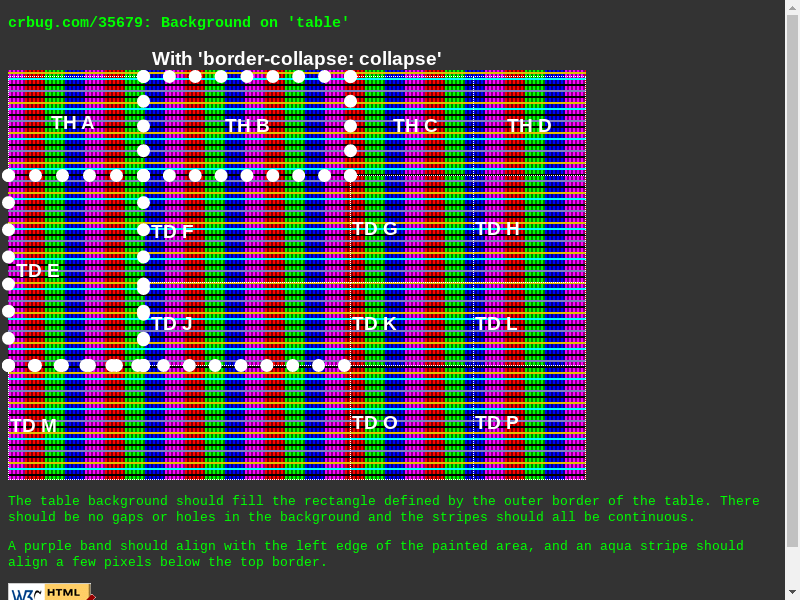 crbug.com/35679: Background on 'table'
With 'border-collapse: collapse'
TH A TH B TH C TH D
TD E TD F TD G TD H
TD J TD K TD L
TD M TD O TD P
The table background should fill the rectangle defined by the outer border of the table. There
should be no gaps or holes in the background and the stripes should all be continuous.
A purple band should align with the left edge of the painted area, and an aqua stripe should
align a few pixels below the top border.
W3C HTML